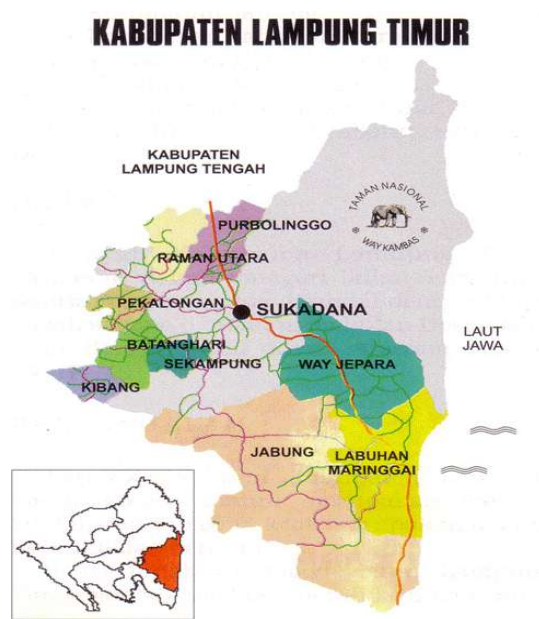 KABUPATEN LAMPUNG TIMUR
KABUPATEN
LAMPUNG TENGAH
TAMAN NASIONAL
WAY KAMBAS
PURBOLINGGO
RAMAN UTARA
PEKALONGAN
SUKADANA
LAUT
JAWA
BATANGHARI
SEKAMPUNG
WAY JEPARA
KIBANG
JABUNG
LABUHAN
MARINGGAI